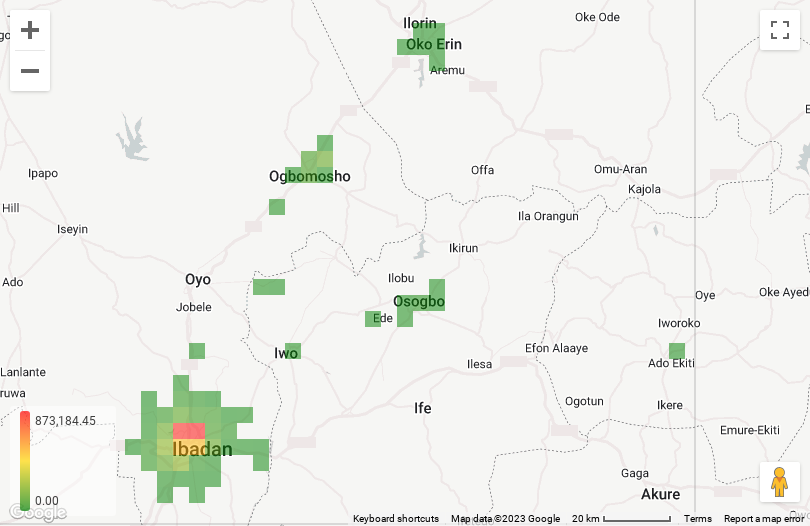 Ilorin
Oke Ode
Oko Erin
Aremu
Ipapo
Ogbomosho
Offa
Omu-Aran
Kajola
Hill
Iseyin
Ila Orangun
Ikirun
Ado
Oyo
Ilobu
Jobele
Osogbo
Ede
Oye
Oke Ayed
Iworoko
Iwo
Efon Alaaye
Ado Ekiti
Lanlante
Ilesa
ruwa
Ife
Ogotun
Ikere
873,184.45
Emure-Ekiti
Ibadan
0.00
Gaga
Akure
Google
Keyboard shortcuts
Map data ©2023 Google
20 km
Terms
Report a map error